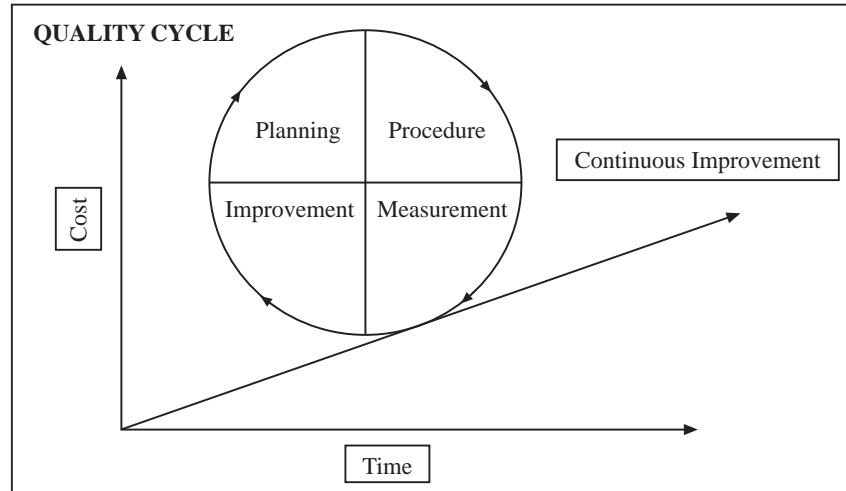 QUALITY CYCLE
Planning
Procedure
Continuous Improvement
Improvement
Measurement
Cost
Time